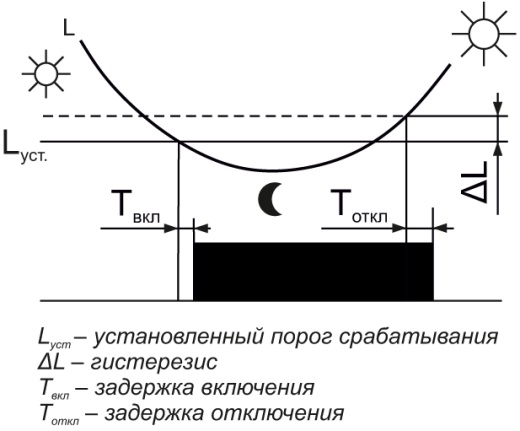 L
Lуст.
ΔL
Tвкл
Tоткл
Lуст – установленный порог срабатывания
ΔL – гистерезис
Tвкл – задержка включения
Tоткл – задержка отключения